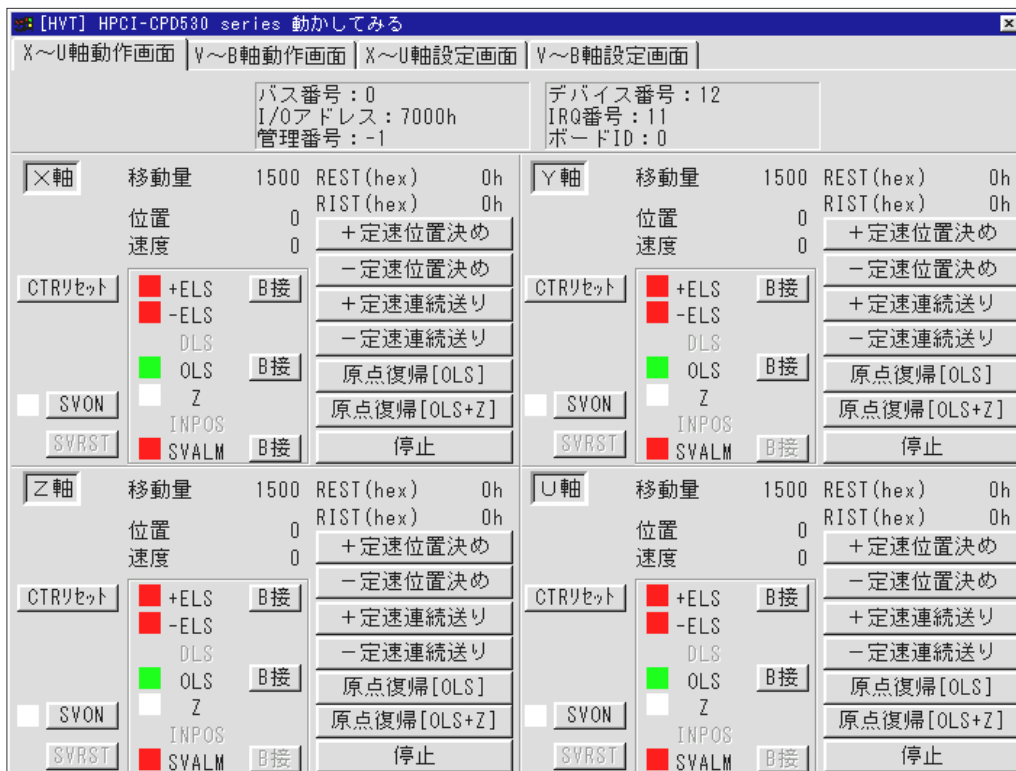 [HVT] HPCI-CPD530 series 動かしてみる
X～U軸動作画面 V～B軸動作画面 X～U軸設定画面 V～B軸設定画面
バス番号:0
I/Oアドレス:7000h
管理番号:-1
デバイス番号:12
IRQ番号:11
ボードID:0
X軸 移動量 1500 REST(hex) 0h
RIST(hex) 0h
位置 0
速度 0
+定速位置決め
-定速位置決め
CTRリセット +ELS B接
+定速連続送り
-ELS
-定速連続送り
DLS
OLS B接
原点復帰[OLS]
Z
SVON
原点復帰[OLS+Z]
INPOS
SVRST SVALM B接 停止
Y軸 移動量 1500 REST(hex) 0h
RIST(hex) 0h
位置 0
速度 0
+定速位置決め
-定速位置決め
CTRリセット +ELS B接
+定速連続送り
-ELS
-定速連続送り
DLS
OLS B接
原点復帰[OLS]
Z
SVON
原点復帰[OLS+Z]
INPOS
SVRST SVALM B接 停止
Z軸 移動量 1500 REST(hex) 0h
RIST(hex) 0h
位置 0
速度 0
+定速位置決め
-定速位置決め
CTRリセット +ELS B接
+定速連続送り
-ELS
-定速連続送り
DLS
OLS B接
原点復帰[OLS]
Z
SVON
原点復帰[OLS+Z]
INPOS
SVRST SVALM B接 停止
U軸 移動量 1500 REST(hex) 0h
RIST(hex) 0h
位置 0
速度 0
+定速位置決め
-定速位置決め
CTRリセット +ELS B接
+定速連続送り
-ELS
-定速連続送り
DLS
OLS B接
原点復帰[OLS]
Z
SVON
原点復帰[OLS+Z]
INPOS
SVRST SVALM B接 停止